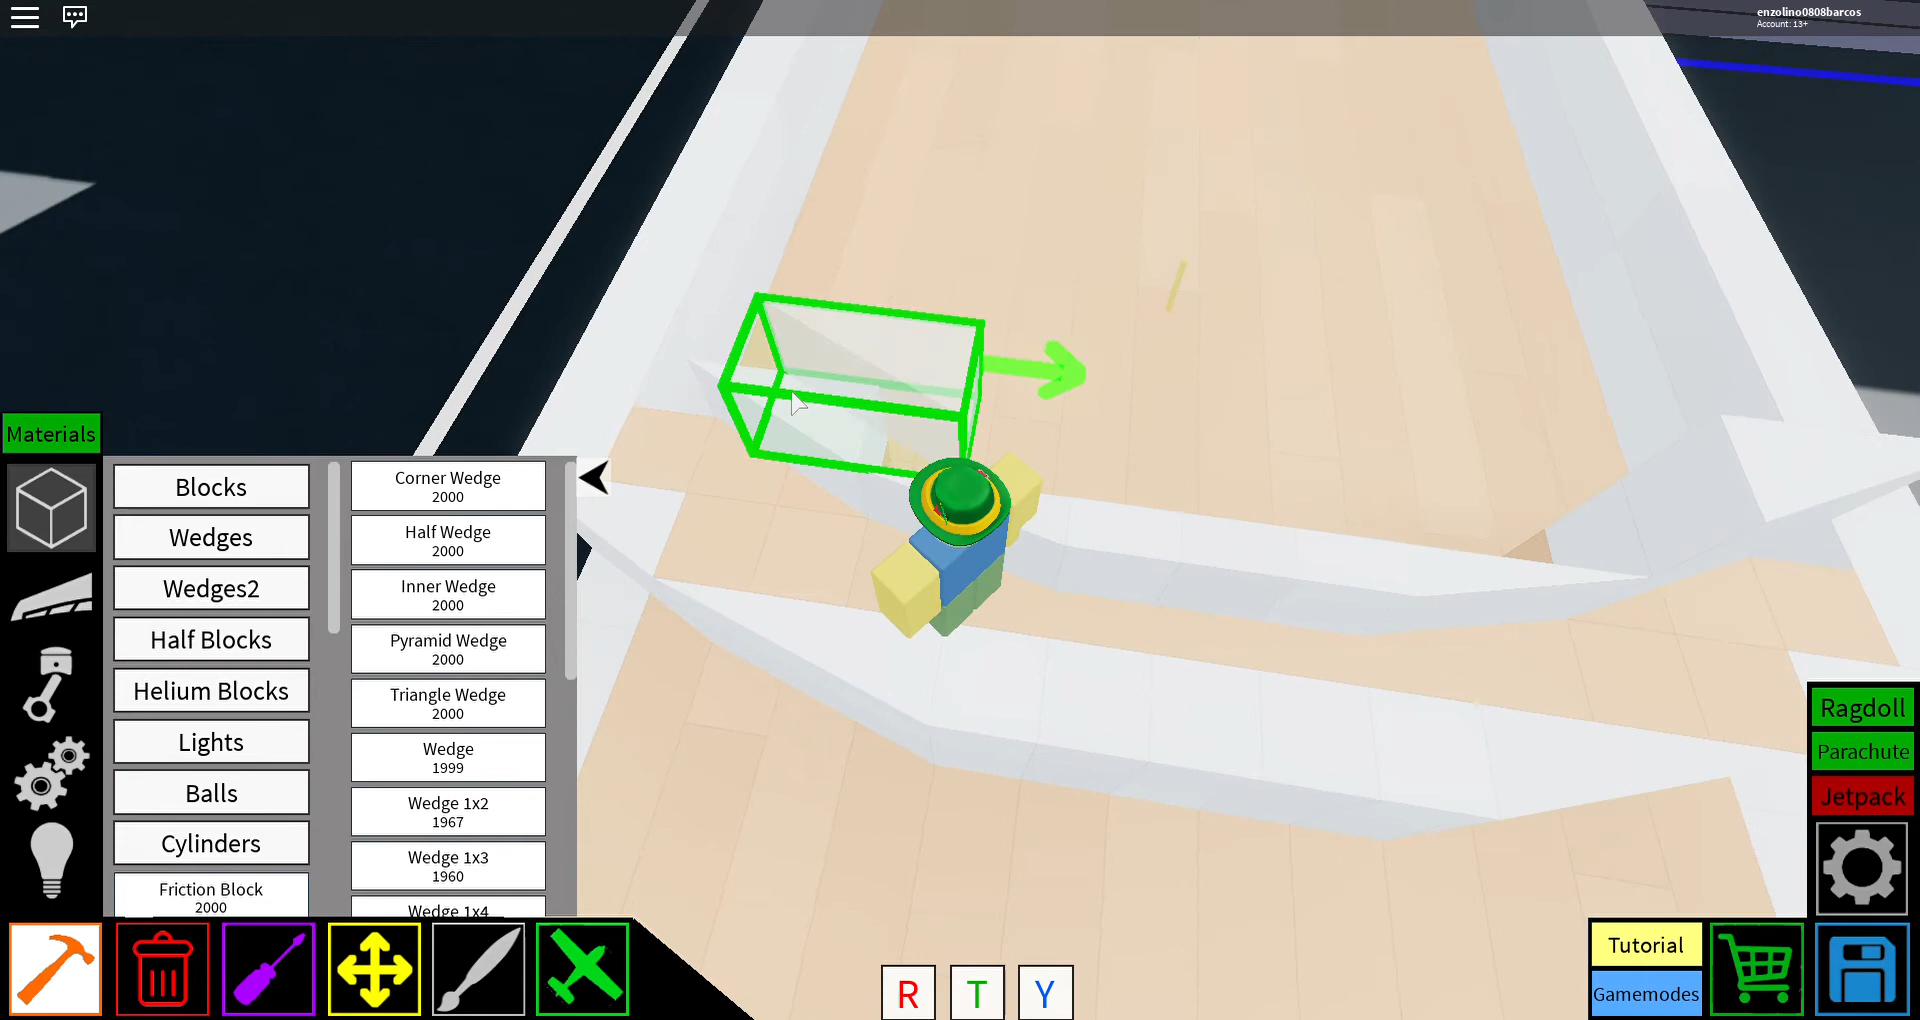 enzolino0808barcos
Account: 13+
Materials
Blocks
Wedges
Wedges2
Half Blocks
Helium Blocks
Lights
Balls
Cylinders
Friction Block
2000
Corner Wedge
2000
Half Wedge
2000
Inner Wedge
2000
Pyramid Wedge
2000
Triangle Wedge
2000
Wedge
1999
Wedge 1x2
1967
Wedge 1x3
1960
Wedge 1x4
R T Y
Ragdoll
Parachute
Jetpack
Tutorial
Gamemodes